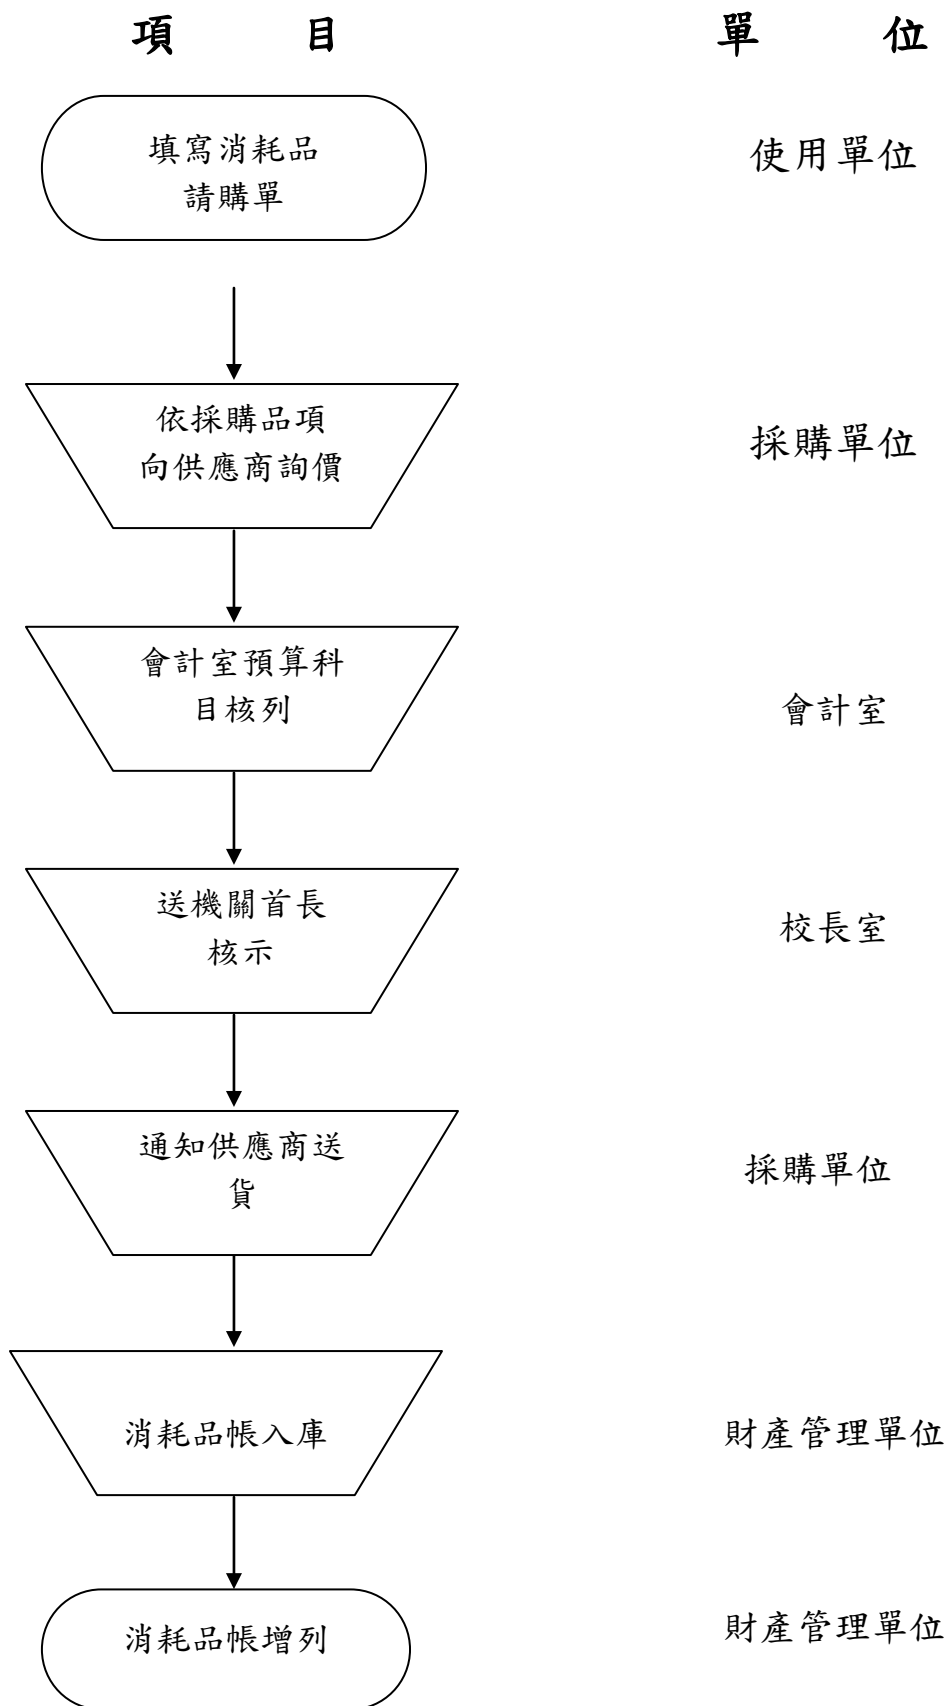 項 目 單 位
填寫消耗品 使用單位
請購單
依採購品項 採購單位
向供應商詢價
會計室預算科 會計室
目核列
送機關首長 校長室
核示
通知供應商送 採購單位
貨
消耗品帳入庫 財產管理單位
消耗品帳增列 財產管理單位